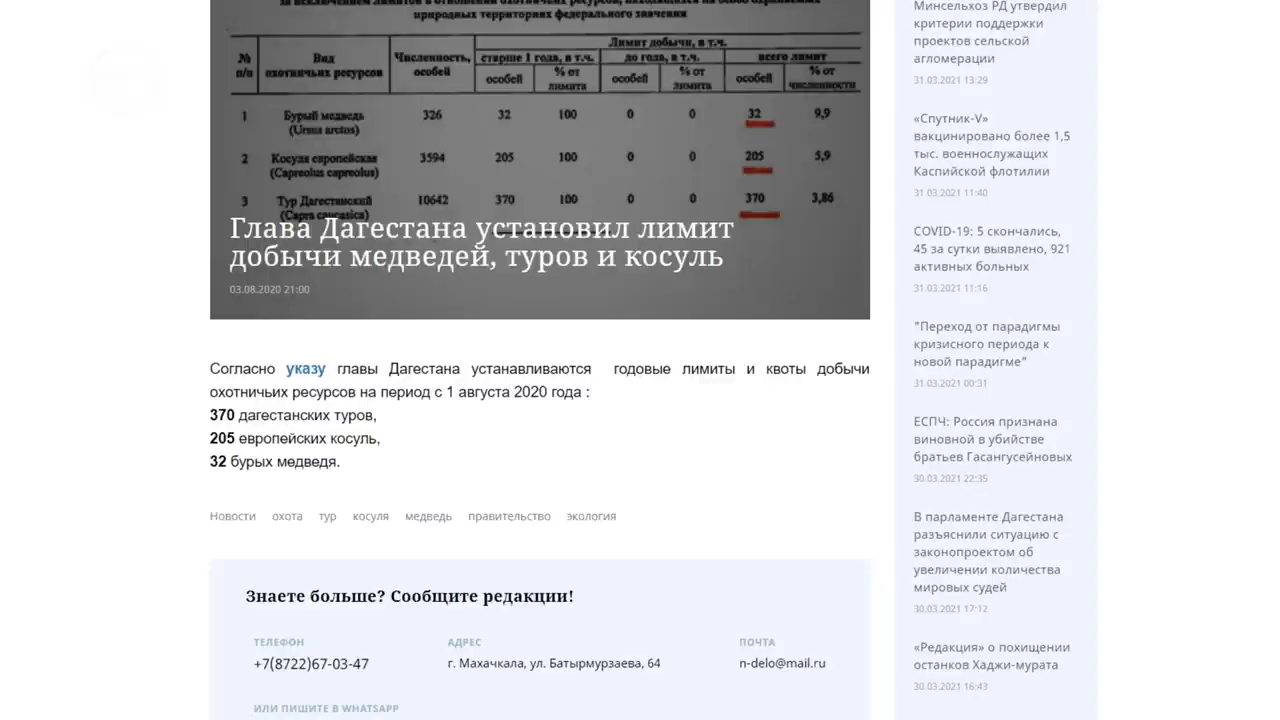 за исключением лимитов в отношении охотничьих ресурсов, находящихся на особо охраняемых
природных территориях федерального значения
№ п/п
Вид охотничьих ресурсов
Численность, особей
Лимит добычи, в т.ч.
старше 1 года, в т.ч.
до года, в т.ч.
всего лимит
особей
% от лимита
особей
% от лимита
особей
% от численности
1 Бурый медведь (Ursus arctos) 326 32 100 0 0 32 9,9
2 Косуля европейская (Capreolus capreolus) 3594 205 100 0 0 205 5,9
3 Тур Дагестанский (Capra caucasica) 10642 370 100 0 0 370 3,86
Глава Дагестана установил лимит
добычи медведей, туров и косуль
03.08.2020 21:00
Согласно указу главы Дагестана устанавливаются годовые лимиты и квоты добычи
охотничьих ресурсов на период с 1 августа 2020 года :
370 дагестанских туров,
205 европейских косуль,
32 бурых медведя.
Новости охота тур косуля медведь правительство экология
Знаете больше? Сообщите редакции!
ТЕЛЕФОН
+7(8722)67-03-47
АДРЕС
г. Махачкала, ул. Батырмурзаева, 64
ПОЧТА
n-delo@mail.ru
ИЛИ ПИШИТЕ В WHATSAPP
Минсельхоз РД утвердил
критерии поддержки
проектов сельской
агломерации
31.03.2021 13:29
«Спутник-V»
вакцинировано более 1,5
тыс. военнослужащих
Каспийской флотилии
31.03.2021 11:40
COVID-19: 5 скончались,
45 за сутки выявлено, 921
активных больных
31.03.2021 11:16
"Переход от парадигмы
кризисного периода к
новой парадигме"
31.03.2021 00:31
ЕСПЧ: Россия признана
виновной в убийстве
братьев Гасангусейновых
30.03.2021 22:35
В парламенте Дагестана
разъяснили ситуацию с
законопроектом об
увеличении количества
мировых судей
30.03.2021 17:12
«Редакция» о похищении
останков Хаджи-мурата
30.03.2021 16:43